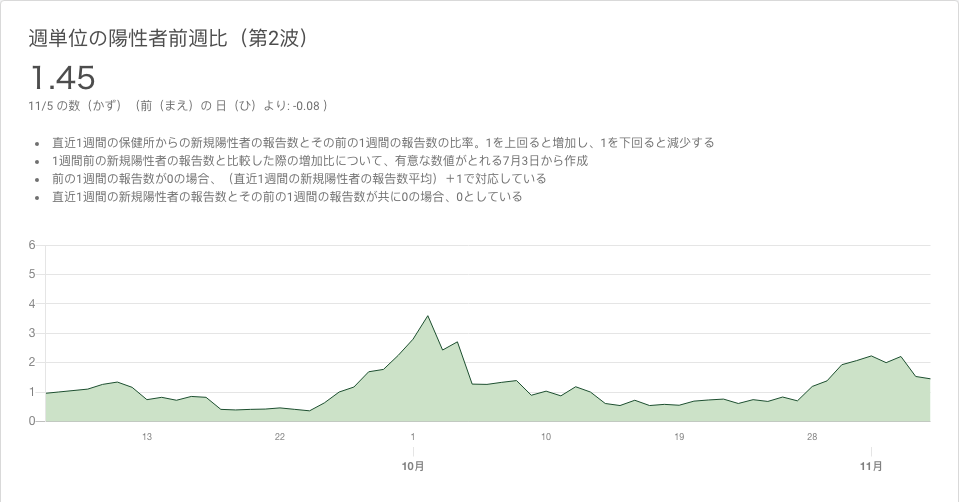 週単位の陽性者前週比（第2波）
1.45
11/5 の数（かず）（前（まえ）の 日（ひ）より: -0.08 ）
• 直近1週間の保健所からの新規陽性者の報告数とその前の1週間の報告数の比率。1を上回ると増加し、1を下回ると減少する
• 1週間前の新規陽性者の報告数と比較した際の増加比について、有意な数値がとれる7月3日から作成
• 前の1週間の報告数が0の場合、（直近1週間の新規陽性者の報告数平均）＋1で対応している
• 直近1週間の新規陽性者の報告数とその前の1週間の報告数が共に0の場合、0としている
6
5
4
3
2
1
0
13 22 1 10 19 28
10月 11月